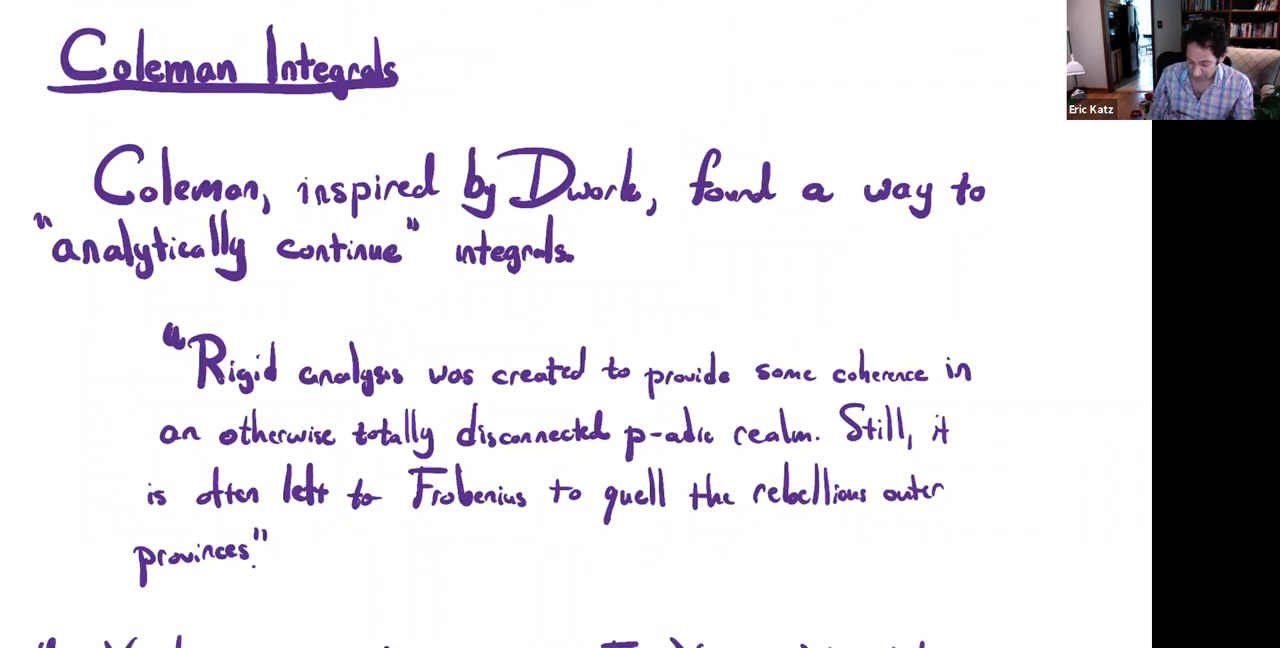 Coleman Integrals
Eric Katz
Coleman, inspired by Dwork, found a way to
"analytically continue" integrals.
"Rigid analysis was created to provide some coherence in
an otherwise totally disconnected p-adic realm. Still, it
is often left to Frobenius to quell the rebellious outer
provinces."